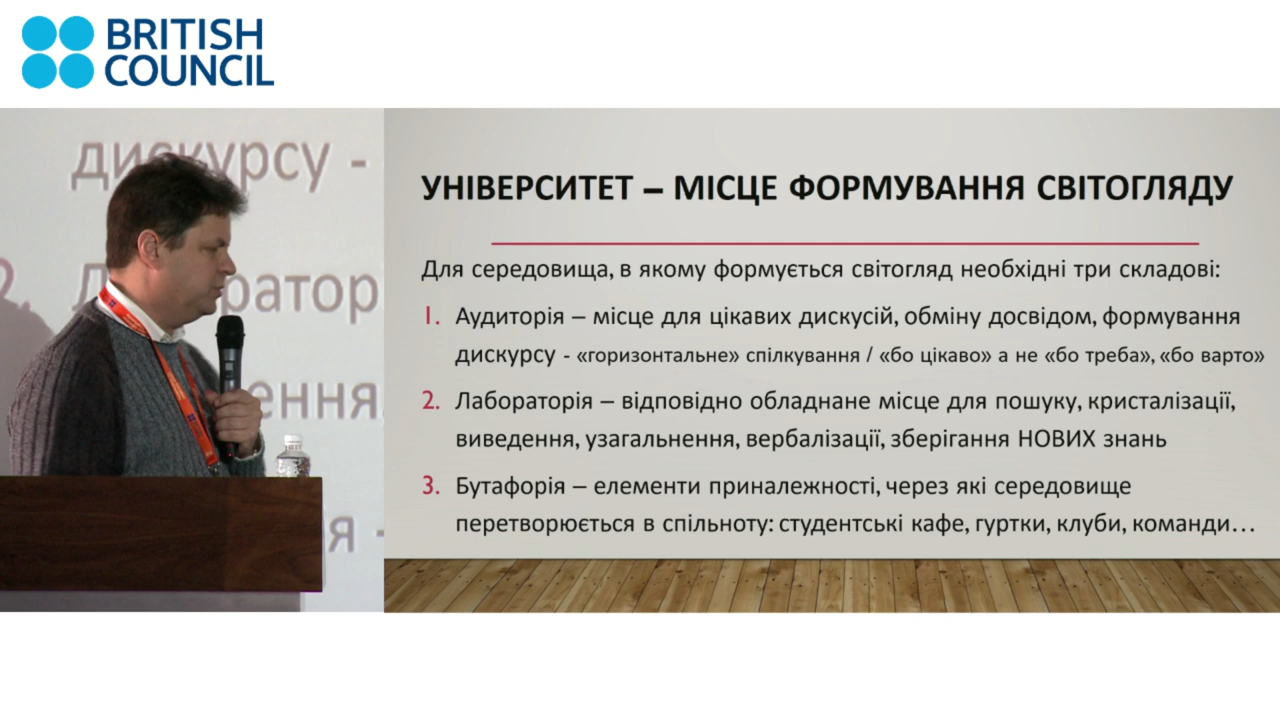 BRITISH
COUNCIL
дискурсу -
2.
ення,
я -
УНІВЕРСИТЕТ – МІСЦЕ ФОРМУВАННЯ СВІТОГЛЯДУ
Для середовища, в якому формується світогляд необхідні три складові:
1. Аудиторія – місце для цікавих дискусій, обміну досвідом, формування
дискурсу - «горизонтальне» спілкування / «бо цікаво» а не «бо треба», «бо варто»
2. Лабораторія – відповідно обладнане місце для пошуку, кристалізації,
виведення, узагальнення, вербалізації, зберігання НОВИХ знань
3. Бутафорія – елементи приналежності, через які середовище
перетворюється в спільноту: студентські кафе, гуртки, клуби, команди…